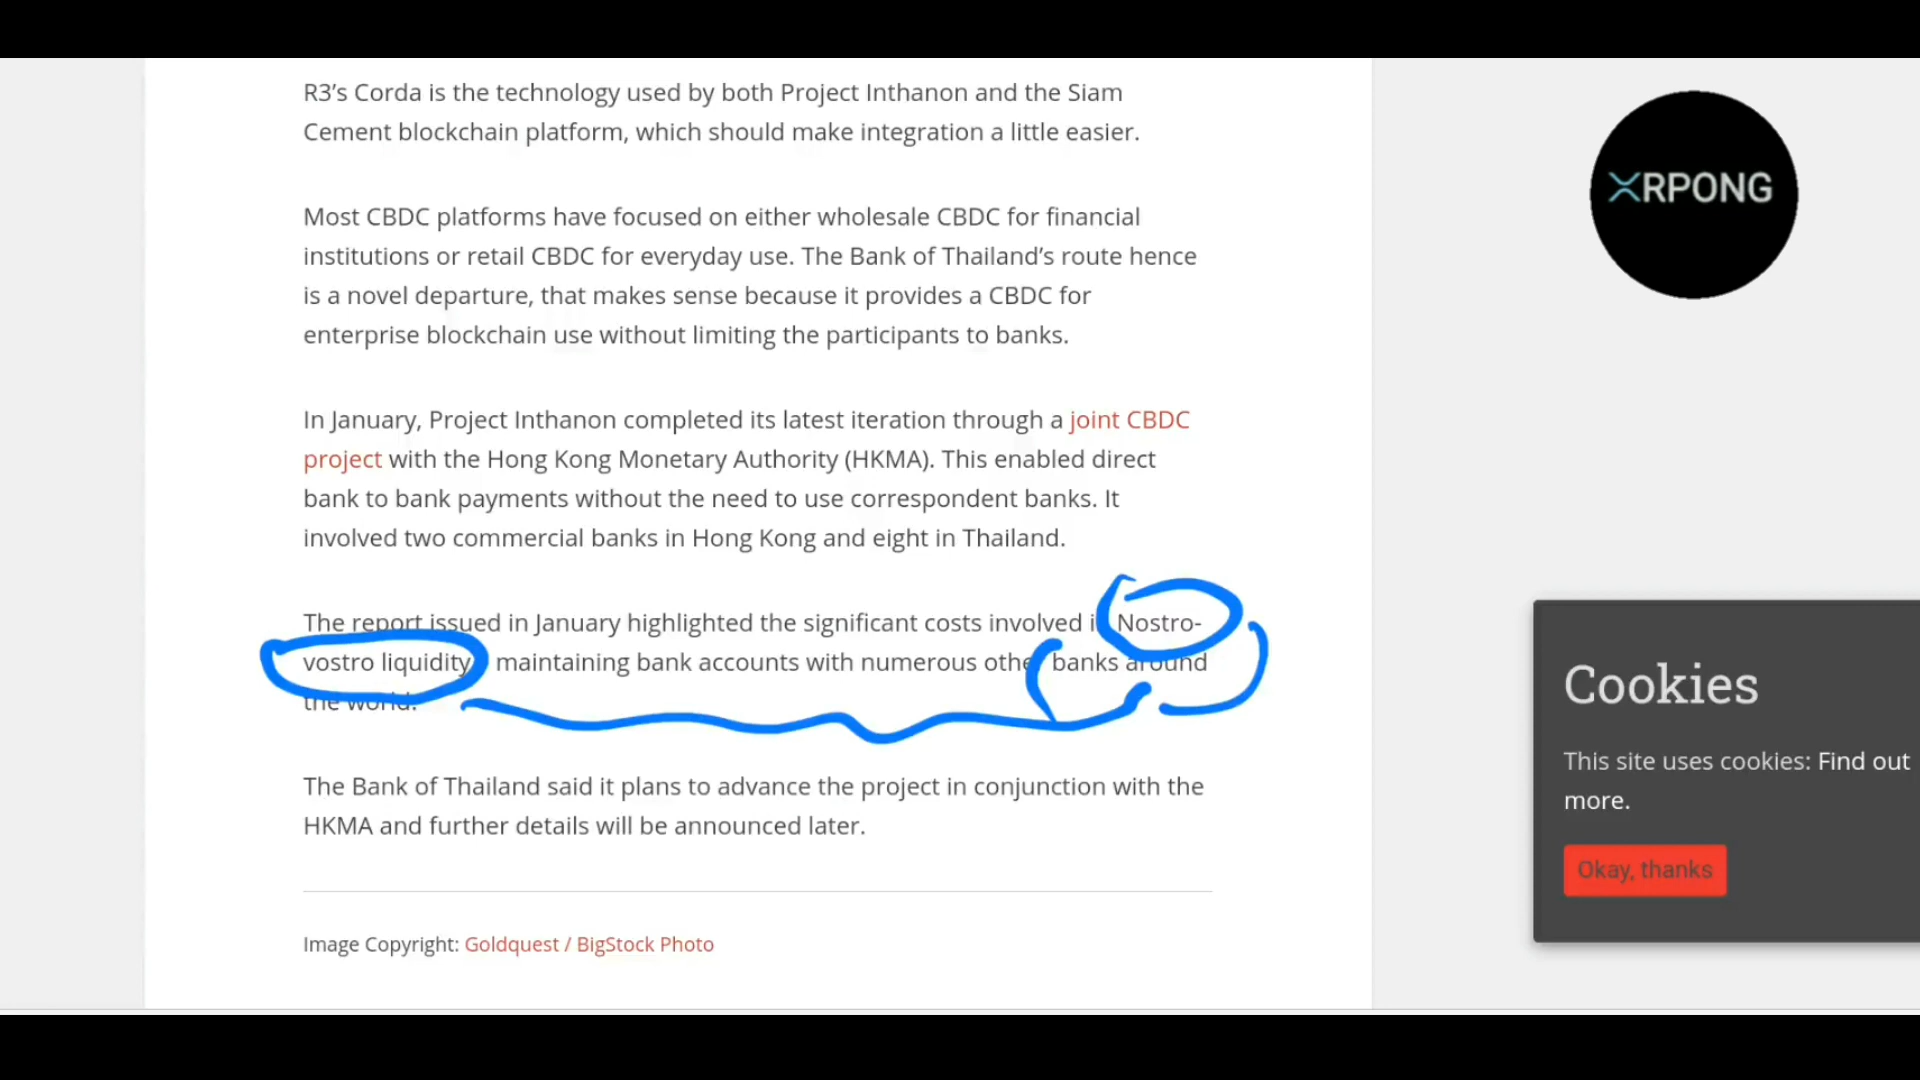 R3’s Corda is the technology used by both Project Inthanon and the Siam
Cement blockchain platform, which should make integration a little easier.
Most CBDC platforms have focused on either wholesale CBDC for financial
institutions or retail CBDC for everyday use. The Bank of Thailand’s route hence
is a novel departure, that makes sense because it provides a CBDC for
enterprise blockchain use without limiting the participants to banks.
In January, Project Inthanon completed its latest iteration through a joint CBDC
project with the Hong Kong Monetary Authority (HKMA). This enabled direct
bank to bank payments without the need to use correspondent banks. It
involved two commercial banks in Hong Kong and eight in Thailand.
The report issued in January highlighted the significant costs involved in Nostro-
vostro liquidity, maintaining bank accounts with numerous other banks around
the world.
The Bank of Thailand said it plans to advance the project in conjunction with the
HKMA and further details will be announced later.
Image Copyright: Goldquest / BigStock Photo
XRPONG
Cookies
This site uses cookies: Find out
more.
Okay, thanks